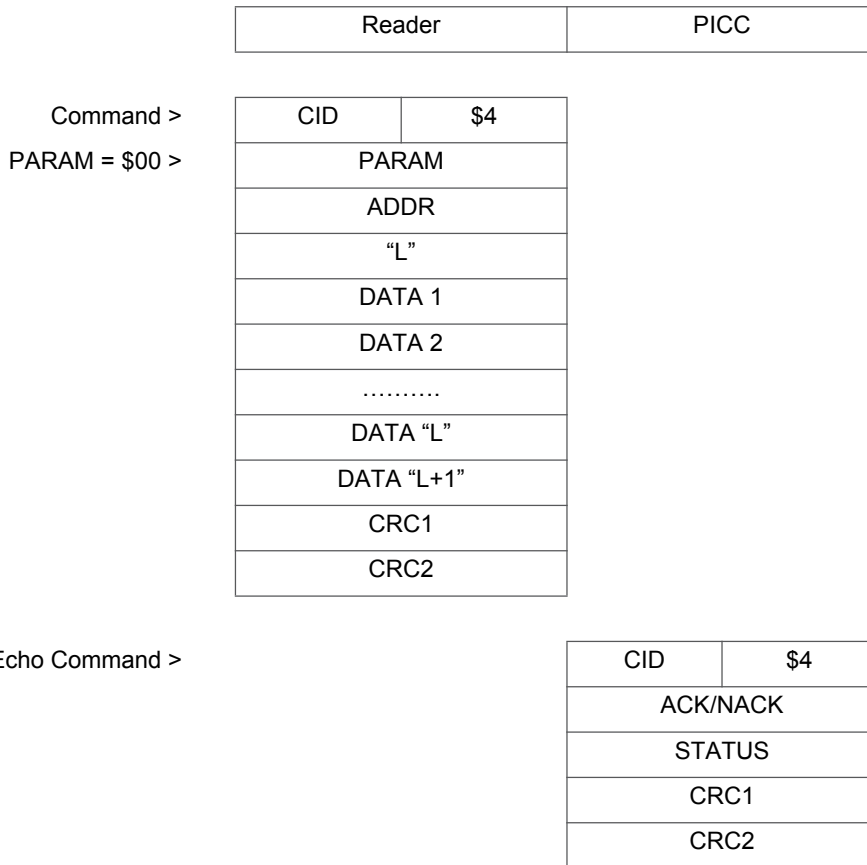 Reader PICC
Command > CID $4
PARAM = $00 > PARAM
ADDR
“L”
DATA 1
DATA 2
……….
DATA “L”
DATA “L+1”
CRC1
CRC2
Echo Command > CID $4
ACK/NACK
STATUS
CRC1
CRC2